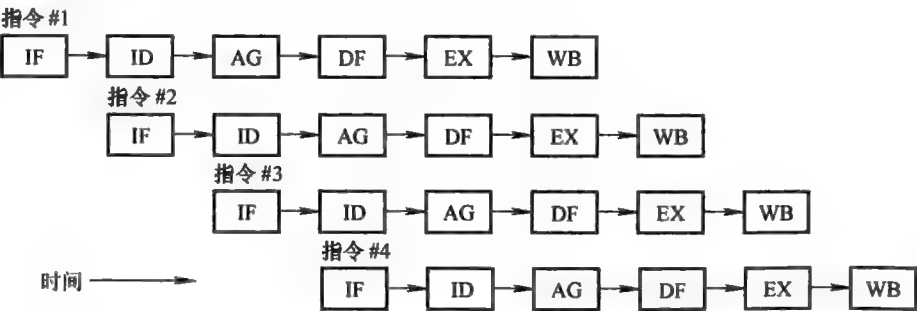 指令 #1
IF ID AG DF EX WB
指令 #2
IF ID AG DF EX WB
指令 #3
IF ID AG DF EX WB
指令 #4
时间
IF ID AG DF EX WB